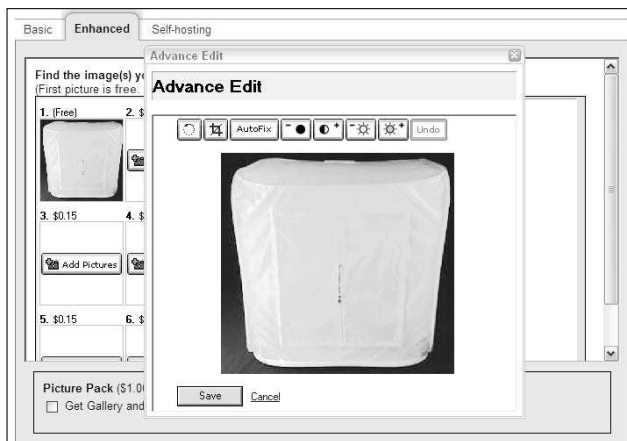 Basic Enhanced Self-hosting
Advance Edit
Find the image(s) yo
(First picture is free.
Advance Edit
1. (Free) 2. $
AutoFix Undo
3. $0.15 4. $
Add Pictures
5. $0.15 6. $
Picture Pack ($1.0
Get Gallery and
Save Cancel